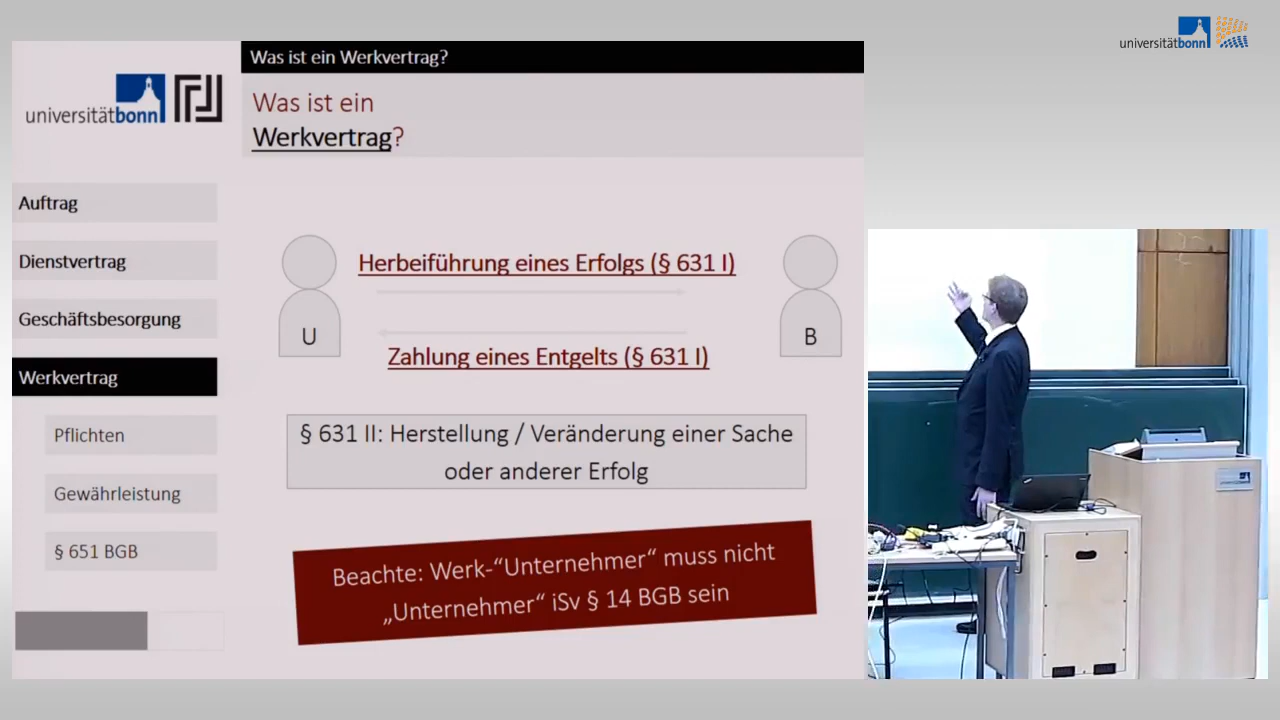 universitätbonn
Was ist ein Werkvertrag?
universitätbonn
Was ist ein
Werkvertrag?
Auftrag
Dienstvertrag
Geschäftsbesorgung
Werkvertrag
Pflichten
Gewährleistung
§ 651 BGB
Herbeiführung eines Erfolgs (§ 631 I)
U
B
Zahlung eines Entgelts (§ 631 I)
§ 631 II: Herstellung / Veränderung einer Sache
oder anderer Erfolg
Beachte: Werk-“Unternehmer“ muss nicht
„Unternehmer“ iSv § 14 BGB sein